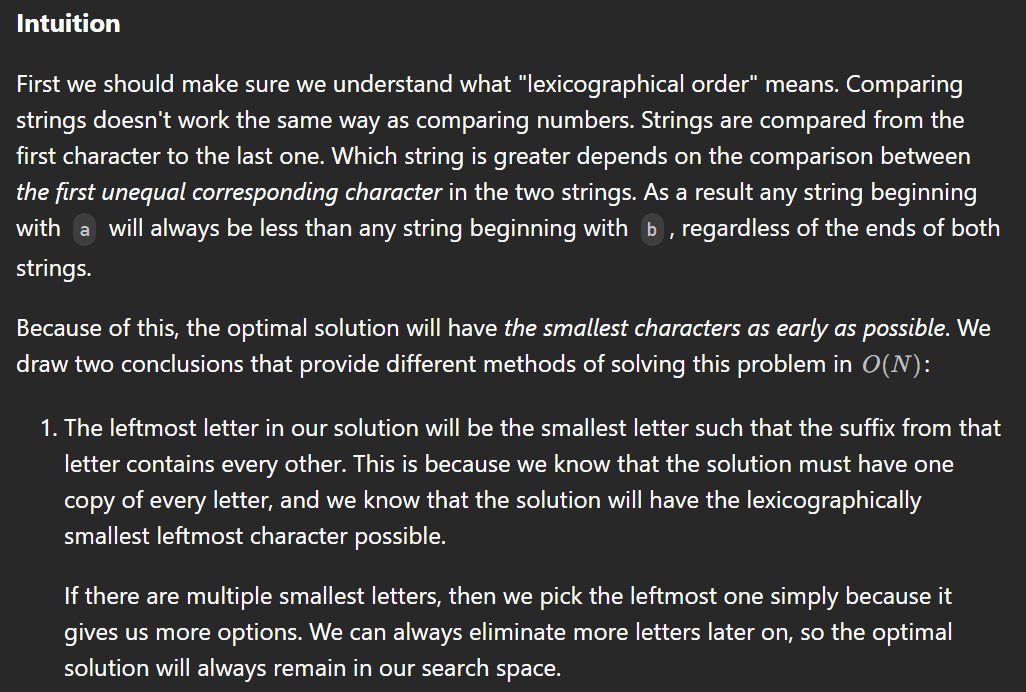 Intuition
First we should make sure we understand what "lexicographical order" means. Comparing
strings doesn't work the same way as comparing numbers. Strings are compared from the
first character to the last one. Which string is greater depends on the comparison between
the first unequal corresponding character in the two strings. As a result any string beginning
with a will always be less than any string beginning with b , regardless of the ends of both
strings.
Because of this, the optimal solution will have the smallest characters as early as possible. We
draw two conclusions that provide different methods of solving this problem in O(N):
1. The leftmost letter in our solution will be the smallest letter such that the suffix from that
letter contains every other. This is because we know that the solution must have one
copy of every letter, and we know that the solution will have the lexicographically
smallest leftmost character possible.
If there are multiple smallest letters, then we pick the leftmost one simply because it
gives us more options. We can always eliminate more letters later on, so the optimal
solution will always remain in our search space.